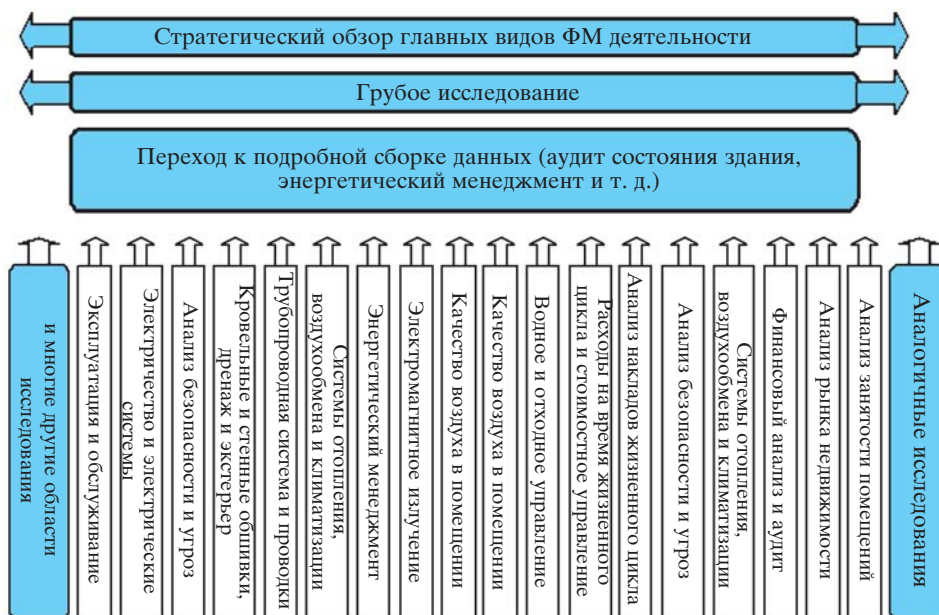 Стратегический обзор главных видов ФМ деятельности
Грубое исследование
Переход к подробной сборке данных (аудит состояния здания,
энергетический менеджмент и т. д.)
и многие другие области
исследования
Эксплуатация и обслуживание
Электричество и электрические
системы
Анализ безопасности и угроз
Кровельные и стенные обшивки,
дренаж и экстерьер
Трубопроводная система и проводки
Системы отопления,
воздухообмена и климатизации
Энергетический менеджмент
Электромагнитное излучение
Качество воздуха в помещении
Качество воздуха в помещении
Водное и отходное управление
Расходы на время жизненного
цикла и стоимостное управление
Анализ накладов жизненного цикла
Анализ безопасности и угроз
Системы отопления,
воздухообмена и климатизации
Финансовый анализ и аудит
Анализ рынка недвижимости
Анализ занятости помещений
Аналогичные исследования